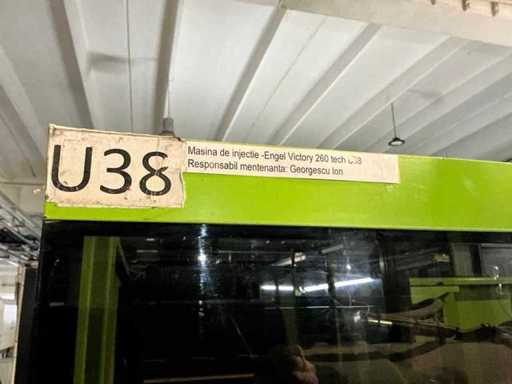 U38
Masina de injectie -Engel Victory 260 tech U38
Responsabil mentenanta: Georgescu Ion